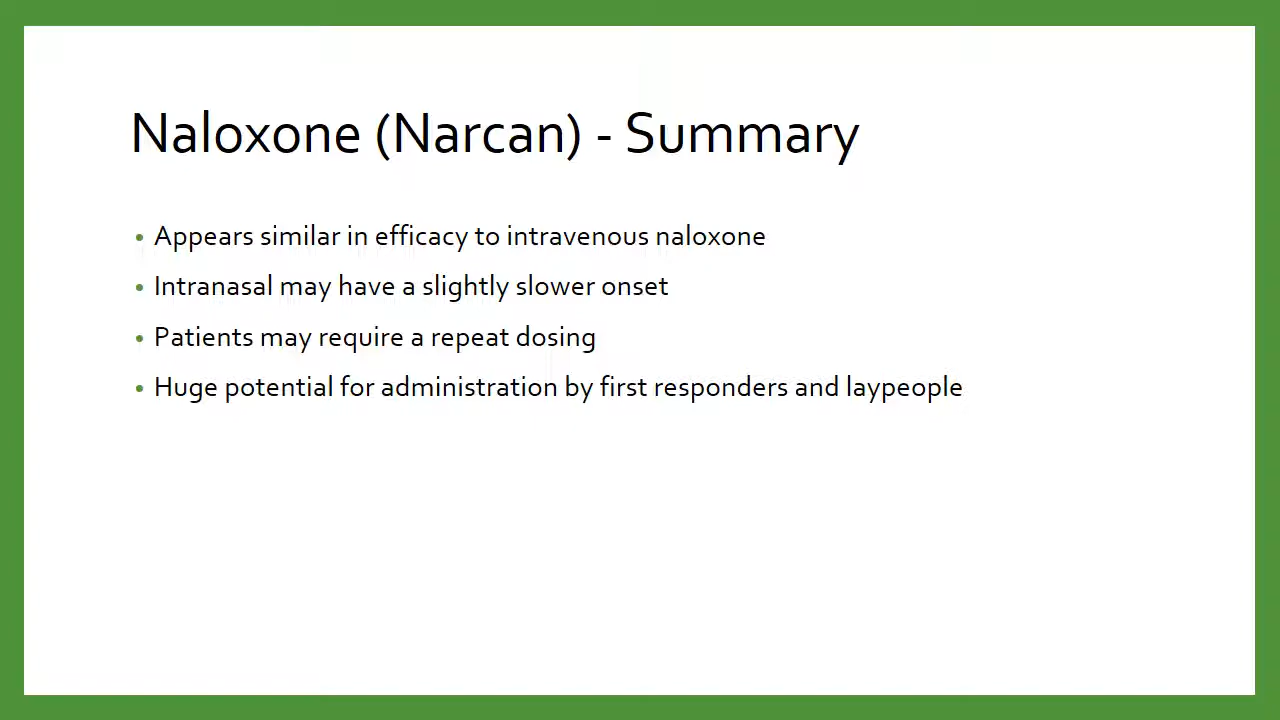 Naloxone (Narcan) - Summary
• Appears similar in efficacy to intravenous naloxone
• Intranasal may have a slightly slower onset
• Patients may require a repeat dosing
• Huge potential for administration by first responders and laypeople